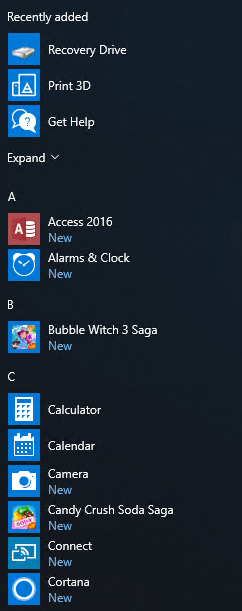 Recently added
Recovery Drive
Print 3D
Get Help
Expand
A
Access 2016
New
Alarms & Clock
New
B
Bubble Witch 3 Saga
New
C
Calculator
Calendar
Camera
New
Candy Crush Soda Saga
New
Connect
New
Cortana
New